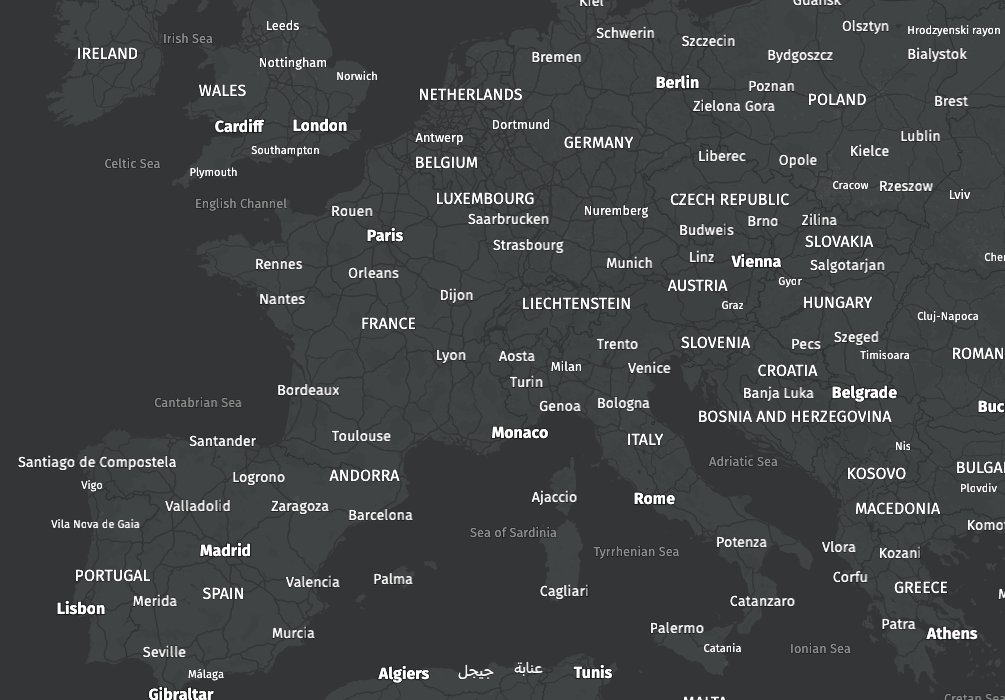 Kiel
Gdansk
Leeds
Olsztyn
Hrodzyenski rayon
Schwerin
Irish Sea
Szczecin
IRELAND
Bremen
Bydgoszcz
Bialystok
Nottingham
Norwich
Berlin
Poznan
WALES
NETHERLANDS
Zielona Gora
POLAND
Brest
Cardiff
London
Dortmund
Antwerp
GERMANY
Lublin
Southampton
Kielce
Celtic Sea
BELGIUM
Liberec
Opole
Plymouth
Cracow
Rzeszow
Lviv
LUXEMBOURG
CZECH REPUBLIC
English Channel
Rouen
Nuremberg
Saarbrucken
Brno
Zilina
Budweis
Paris
Strasbourg
SLOVAKIA
Linz
Vienna
Cher
Rennes
Munich
Salgotarjan
Orleans
Gyor
AUSTRIA
Nantes
Dijon
LIECHTENSTEIN
Graz
HUNGARY
Cluj-Napoca
FRANCE
Szeged
Trento
SLOVENIA
Pecs
Lyon
Aosta
Timisoara
ROMAN
Milan
Venice
CROATIA
Turin
Bordeaux
Banja Luka
Belgrade
Cantabrian Sea
Genoa
Bologna
Buc
BOSNIA AND HERZEGOVINA
Monaco
Toulouse
Santander
ITALY
Nis
Santiago de Compostela
Adriatic Sea
BULGA
Logrono
ANDORRA
KOSOVO
Vigo
Plovdiv
Ajaccio
Rome
Valladolid
Zaragoza
MACEDONIA
Barcelona
Vila Nova de Gaia
Komo
Sea of Sardinia
Potenza
Madrid
Tyrrhenian Sea
Vlora
Kozani
PORTUGAL
Valencia
Palma
Corfu
GREECE
Cagliari
SPAIN
M
Merida
Catanzaro
Lisbon
Murcia
Palermo
Patra
Athens
Seville
Catania
Ionian Sea
Málaga
Algiers
جيجل
عنابة
Tunis
Gibraltar
Cretan Sea
MALTA